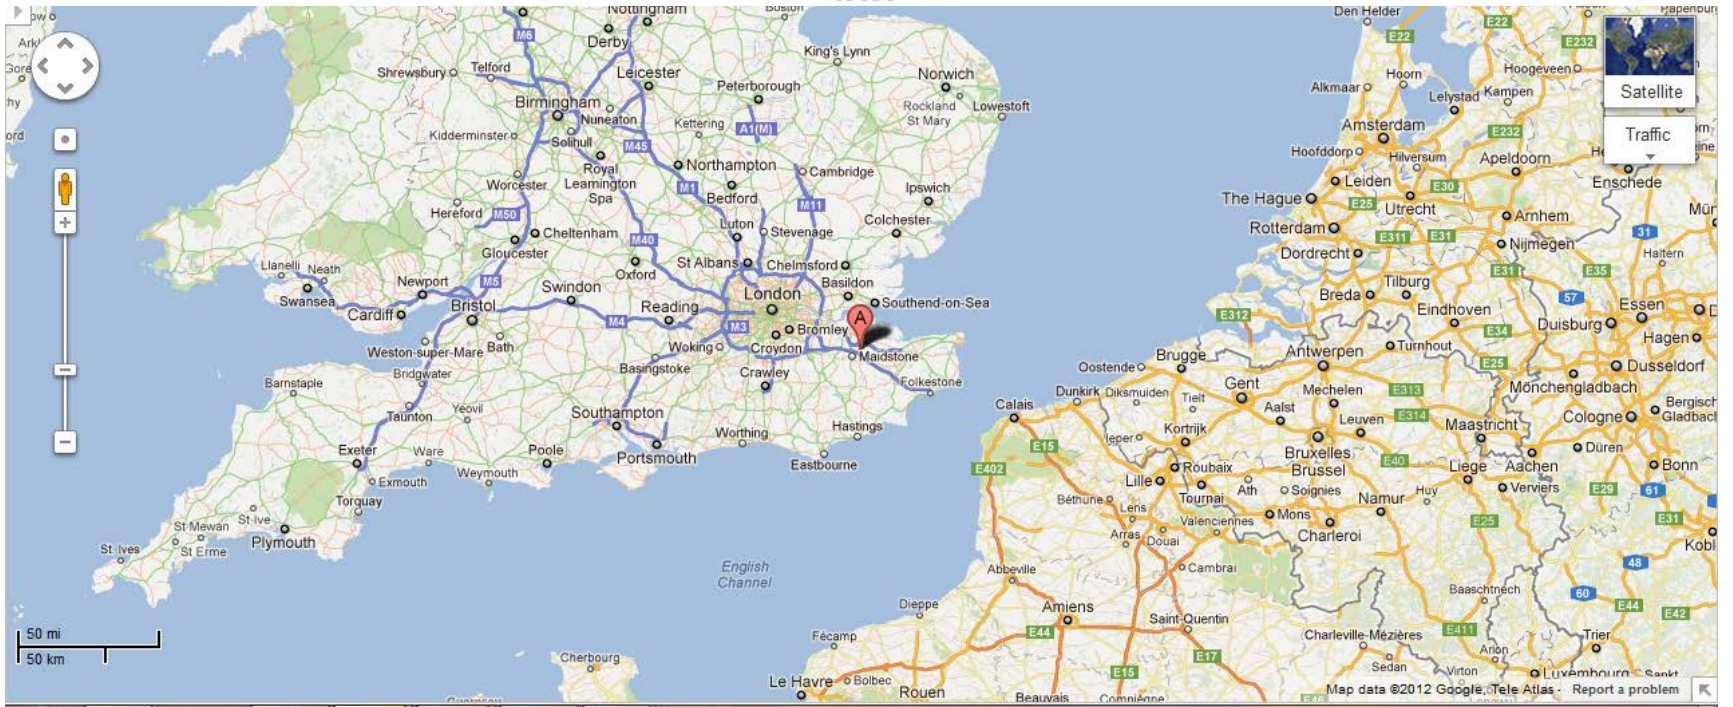 Nottingham
Boston
Den Helder
E22
M6
Derby
King's Lynn
E22
E232
Shrewsbury
Telford
Leicester
Peterborough
Norwich
Alkmaar
Hoorn
Hoogeveen
Lelystad
Kampen
Satellite
Birmingham
Nuneaton
Kettering
A1(M)
Rockland
St Mary
Lowestoft
Amsterdam
E232
Traffic
Kidderminster
Solihull
M45
Hoofddorp
Hilversum
Apeldoorn
Royal
Leamington
Spa
Northampton
Cambridge
Leiden
E30
Enschede
Worcester
M1
Bedford
Ipswich
The Hague
E25
Utrecht
Arnhem
Hereford
M50
M11
Colchester
Rotterdam
E311
E31
31
Cheltenham
Luton
Stevenage
Nijmegen
Gloucester
M40
Dordrecht
Haltern
Llanelli
Neath
Oxford
St Albans
Chelmsford
E31
E35
Newport
M5
Swindon
Basildon
Tilburg
Swansea
Bristol
Reading
London
Southend-on-Sea
Breda
57
Essen
Cardiff
M4
M3
Bromley
A
E312
Eindhoven
Duisburg
E34
Hagen
Weston-super-Mare
Bath
Woking
Croydon
Maidstone
Brugge
Antwerpen
Turnhout
Bridgwater
Basingstoke
Crawley
Folkestone
Oostende
E25
Dusseldorf
Barnstaple
Dunkirk
Diksmuiden
Gent
Mechelen
E313
Mönchengladbach
Taunton
Yeovil
Southampton
Calais
Tielt
Aalst
Leuven
E314
Cologne
Bergisch
Gladbach
Worthing
Hastings
Ieper
Kortrijk
Maastricht
Exeter
Ware
Poole
Portsmouth
Eastbourne
E15
Bruxelles
Brussel
E40
Düren
Weymouth
E402
Roubaix
Liege
Aachen
Bonn
Exmouth
Lille
Tournai
Ath
Soignies
Namur
Huy
Verviers
E29
61
Torquay
Béthune
Lens
St Mewan
St Ive
Valenciennes
Mons
E25
E31
Plymouth
Arras
Douai
Charleroi
St Ives
St Erme
English
Channel
Abbeville
Cambrai
48
Baaschtnech
60
Dieppe
Amiens
Saint-Quentin
E44
E42
50 mi
Fécamp
E44
Charleville-Mézières
E411
Trier
50 km
Cherbourg
E17
Arlon
Le Havre
Bolbec
E15
Sedan
Virton
Luxembourg
Rouen
Beauvais
Compiègne
Map data ©2012 Google, Tele Atlas -
Report a problem